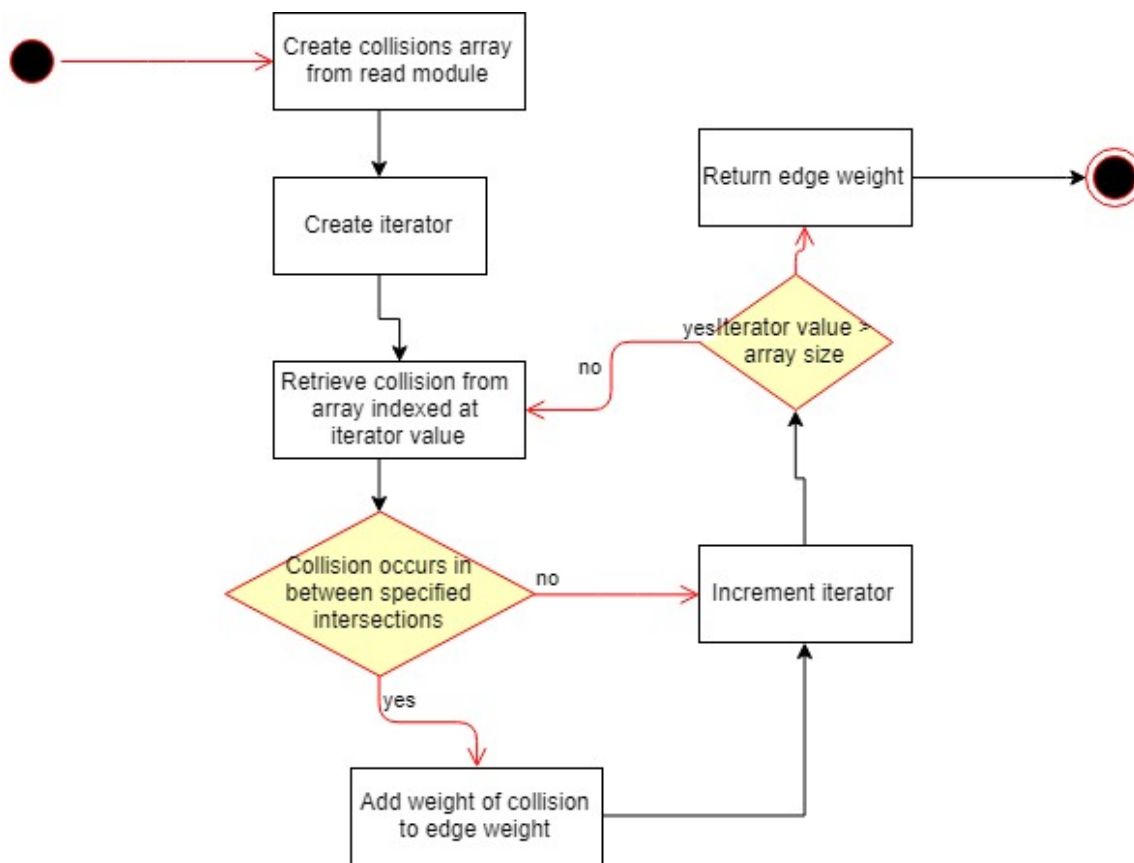 Create collisions array
from read module
Create iterator
Retrieve collision from
array indexed at
iterator value
Collision occurs in
between specified
intersections
no
yes
Add weight of collision
to edge weight
Increment iterator
Iterator value >
array size
yes
no
Return edge weight